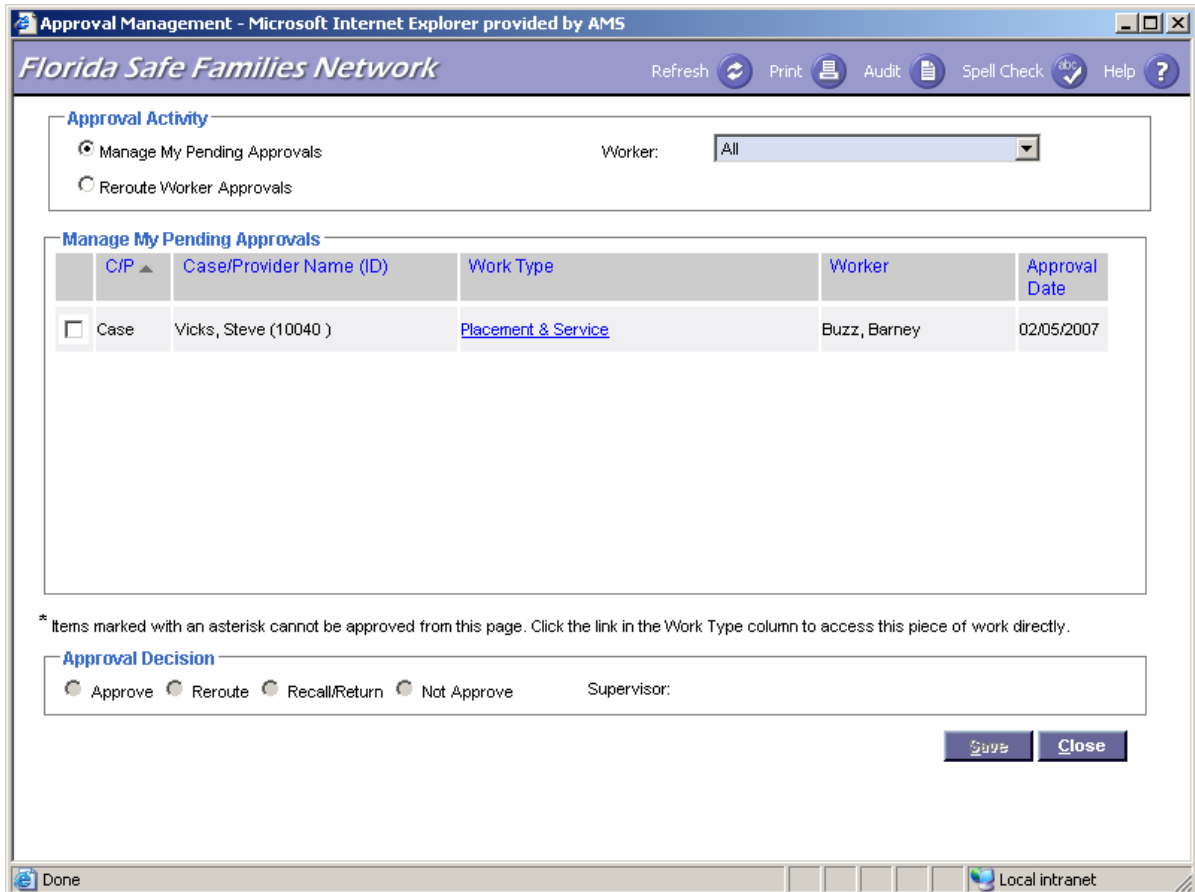 Approval Management - Microsoft Internet Explorer provided by AMS
Florida Safe Families Network Refresh Print Audit abc Spell Check Help ?
Approval Activity
Manage My Pending Approvals Worker: All
Reroute Worker Approvals
Manage My Pending Approvals
C/P Case/Provider Name (ID) Work Type Worker Approval
Date
Case Vicks, Steve (10040 ) Placement & Service Buzz, Barney 02/05/2007
* Items marked with an asterisk cannot be approved from this page. Click the link in the Work Type column to access this piece of work directly.
Approval Decision
Approve Reroute Recall/Return Not Approve Supervisor:
Save Close
Done Local intranet